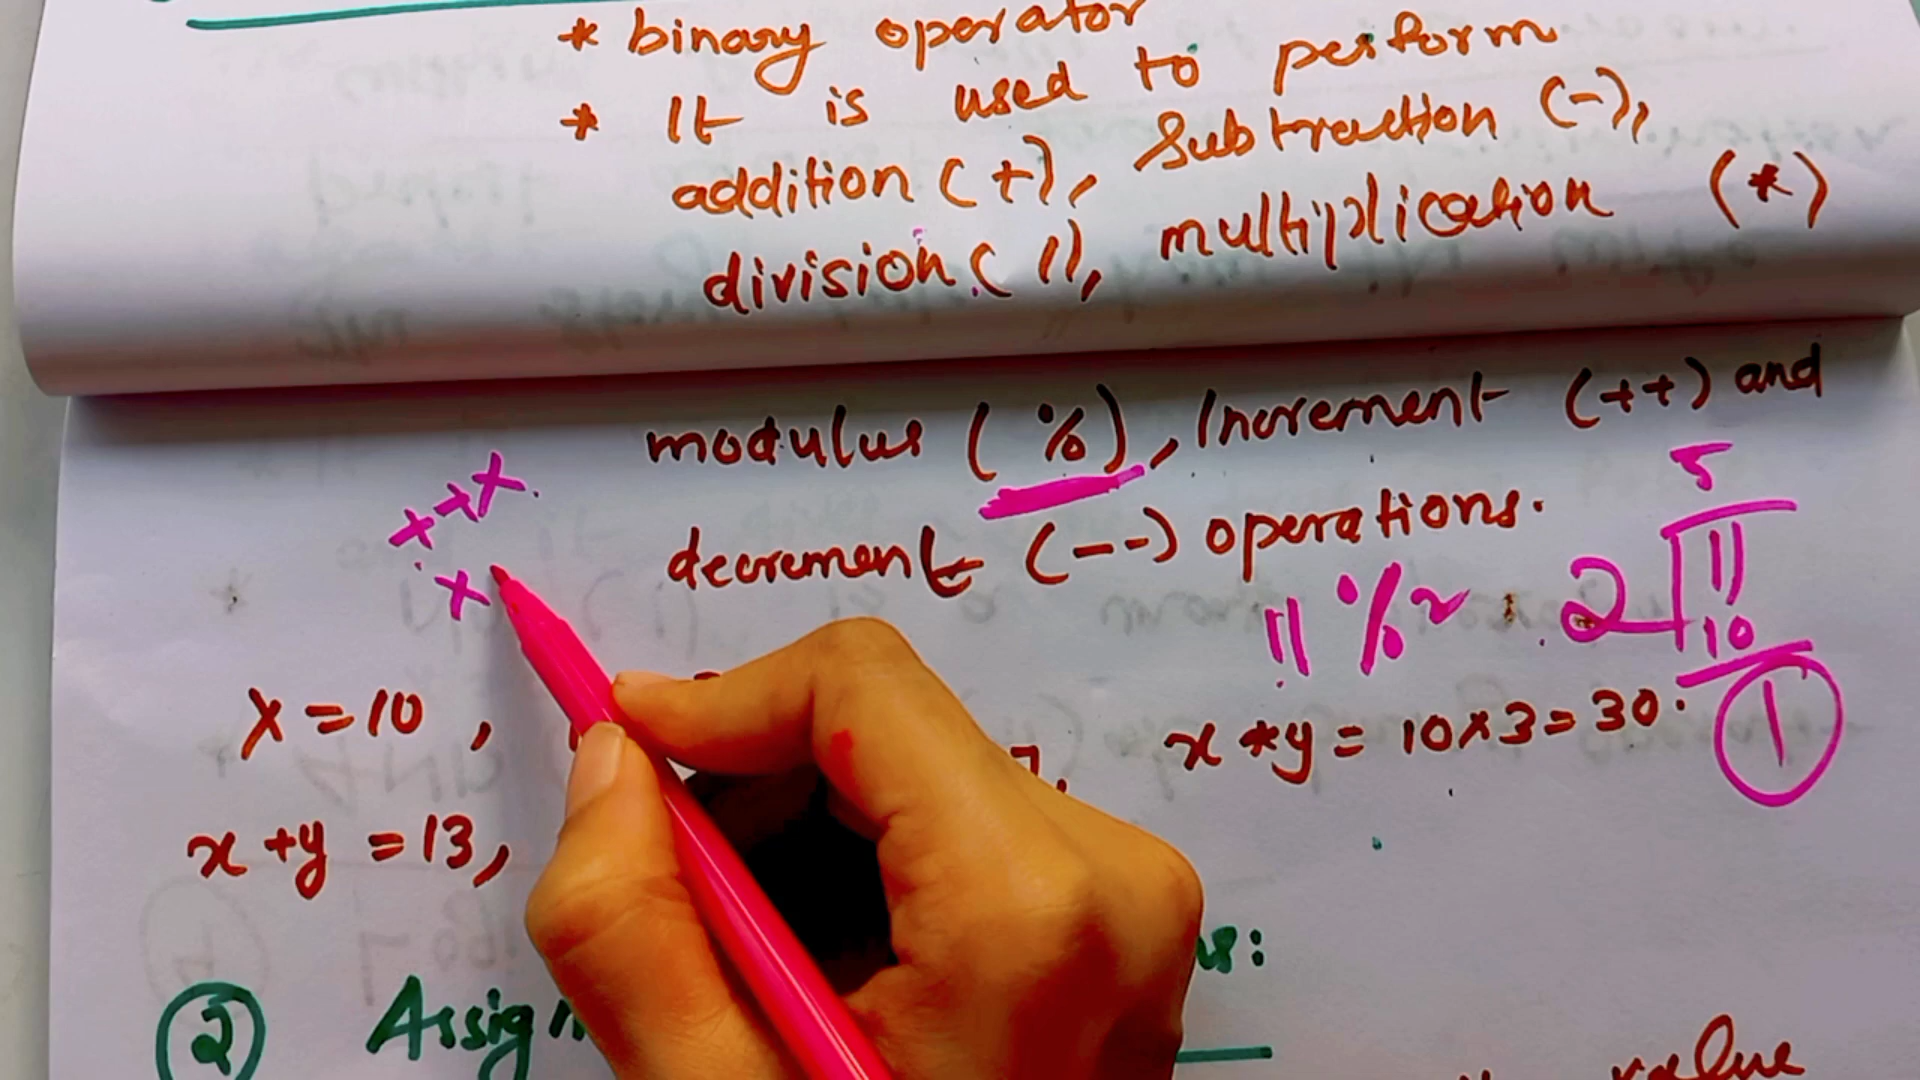 * binary operator
* It is used to perform
addition (+), Subtraction (-),
division (/), multiplication (*)
modulus (%), Increment (++) and
decrement (--) operations.
x++
x
11 % 2
5
2 11
10
1
x = 10 ,
x * y = 10 x 3 = 30.
x + y = 13,
② Assign
value